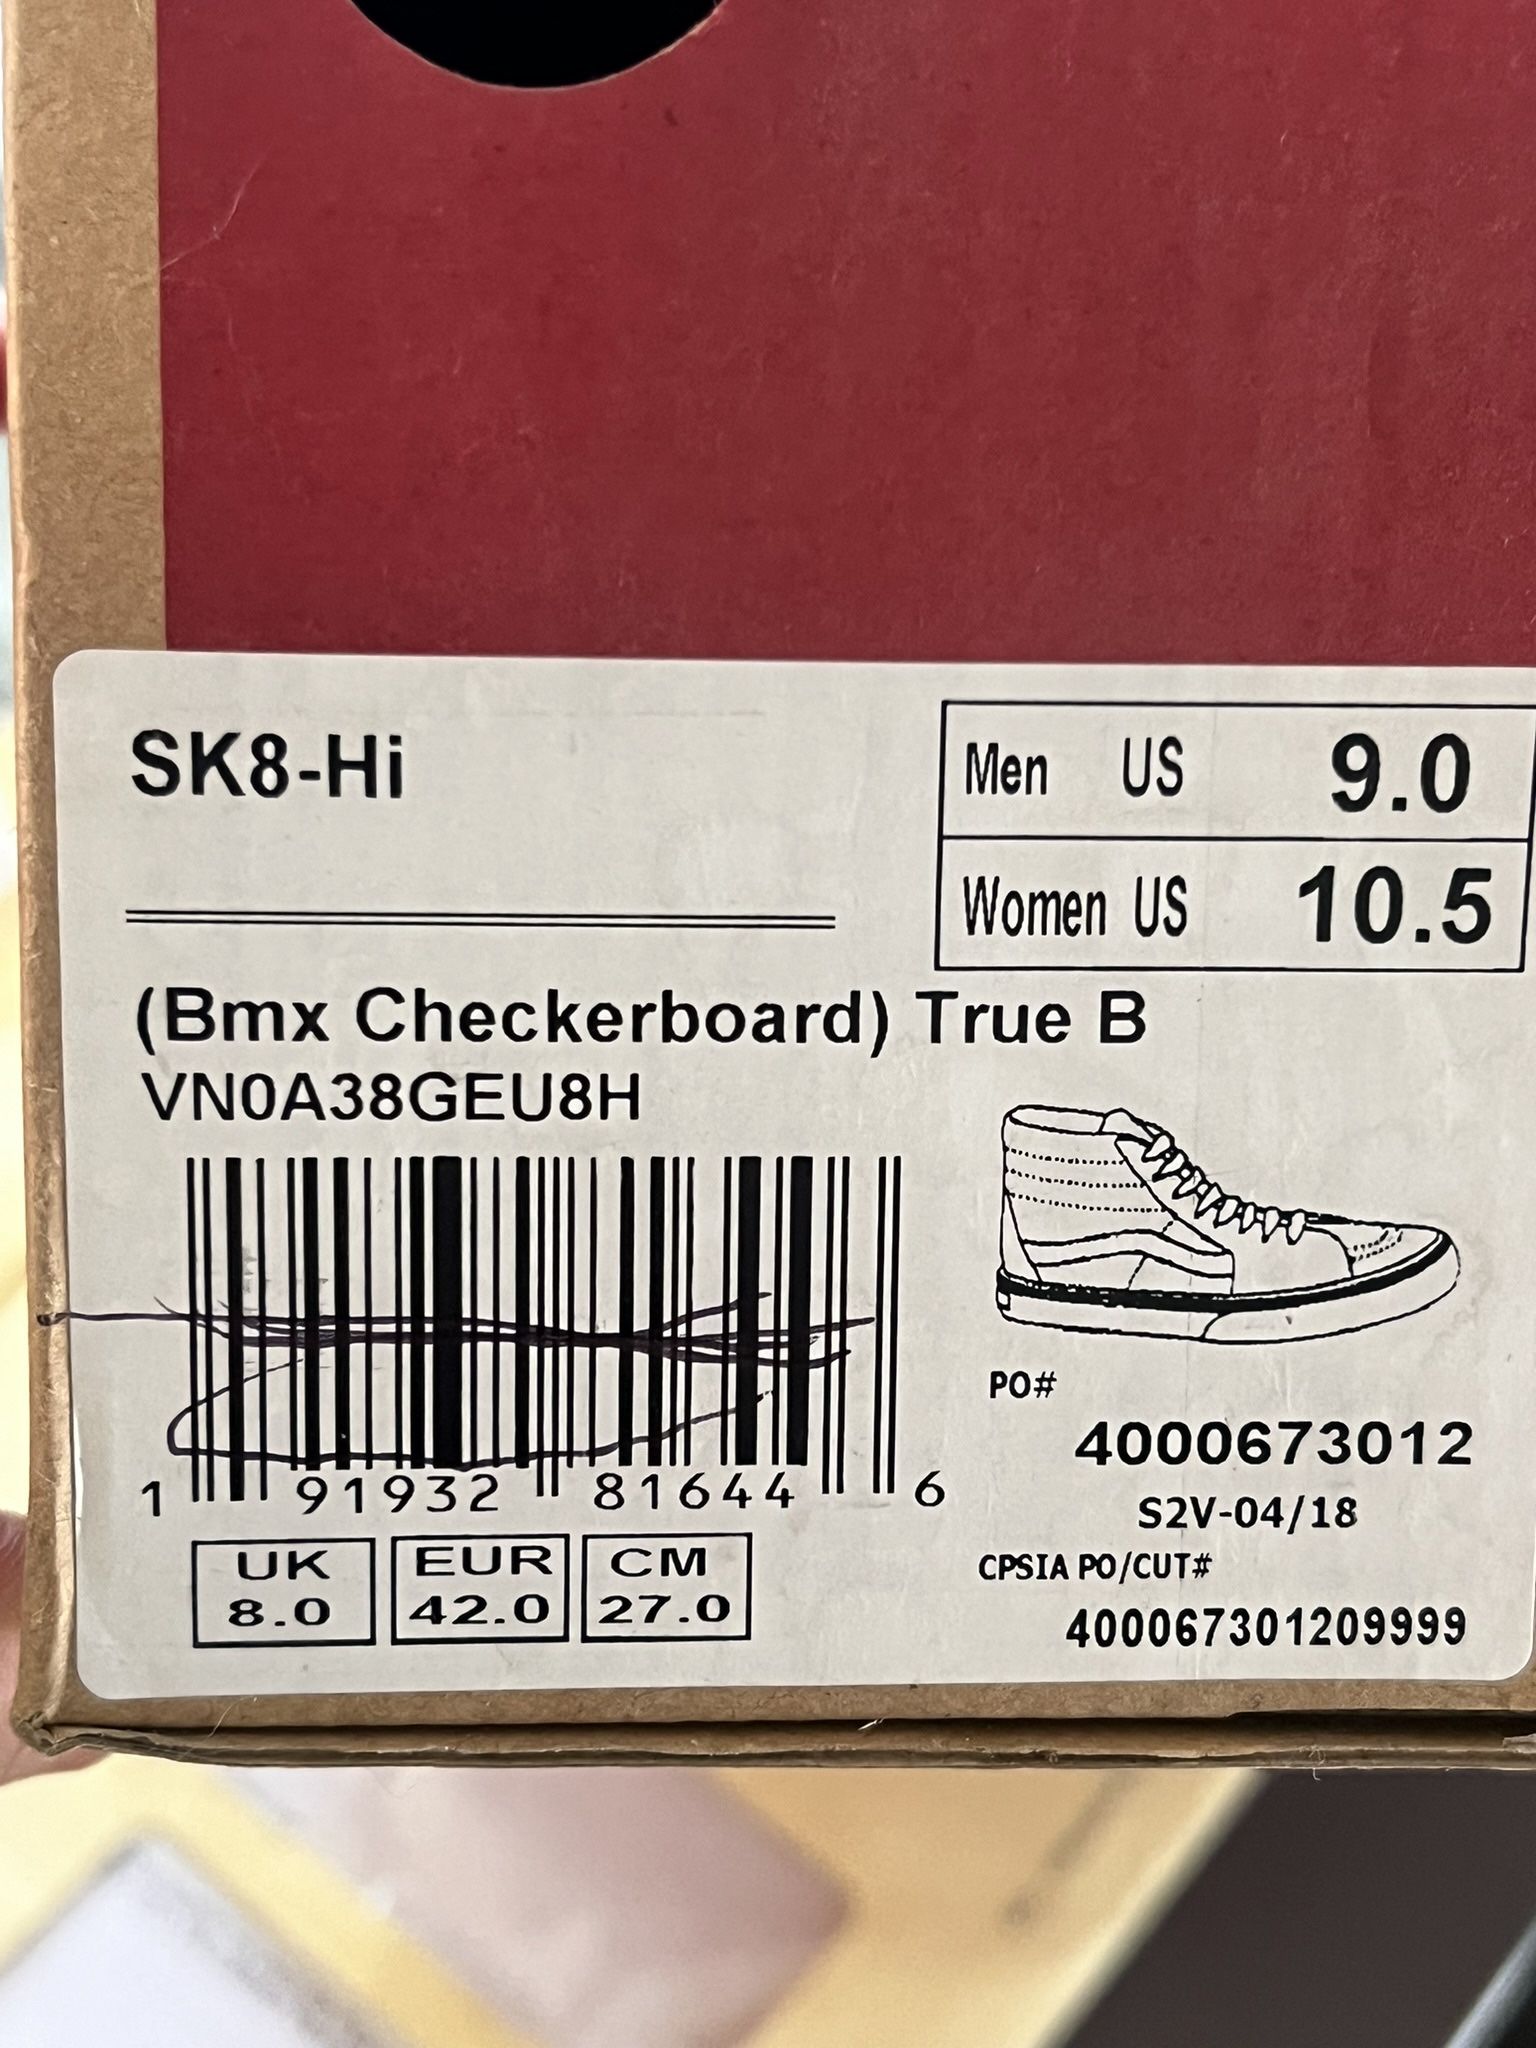 SK8-Hi
Men US 9.0
Women US 10.5
(Bmx Checkerboard) True B
VN0A38GEU8H
1 91932 81644 6
PO#
4000673012
S2V-04/18
CPSIA PO/CUT#
400067301209999
UK EUR CM
8.0 42.0 27.0